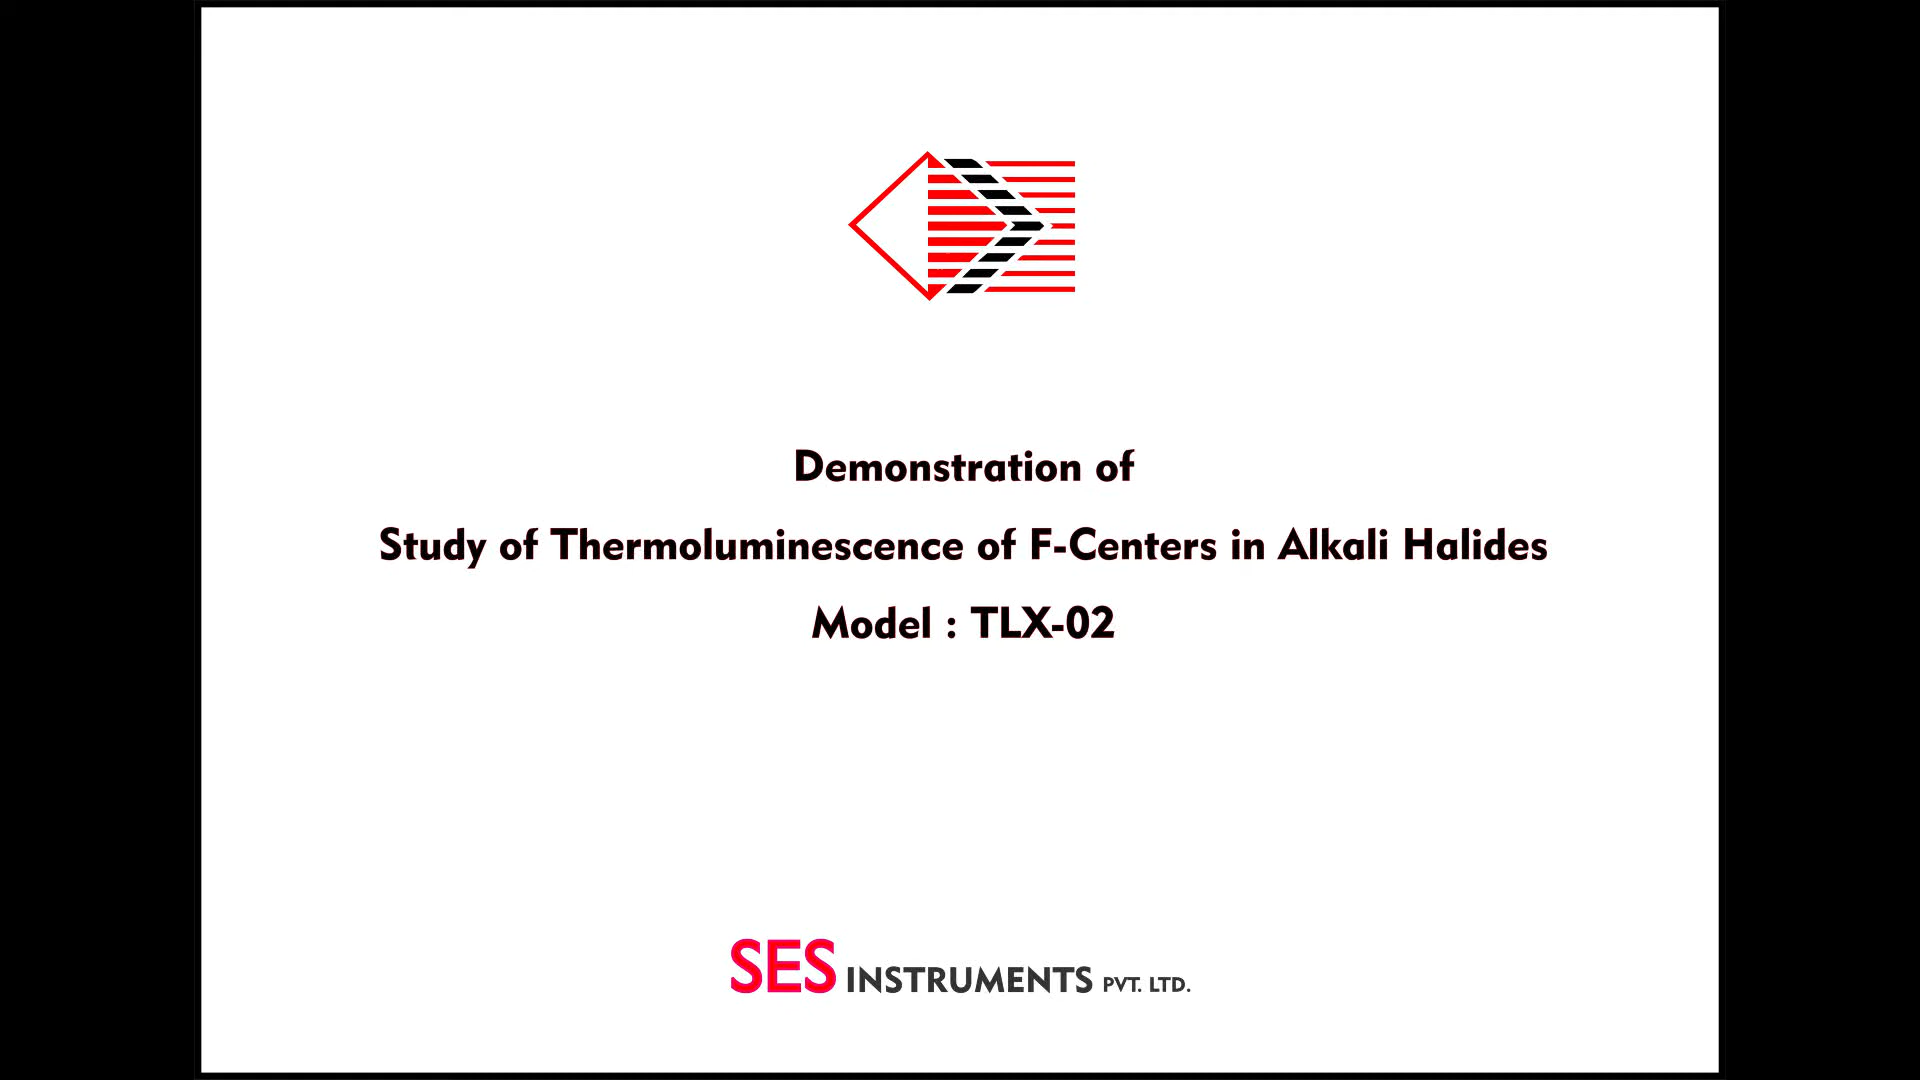 Demonstration of
Study of Thermoluminescence of F-Centers in Alkali Halides
Model : TLX-02
SES INSTRUMENTS PVT. LTD.